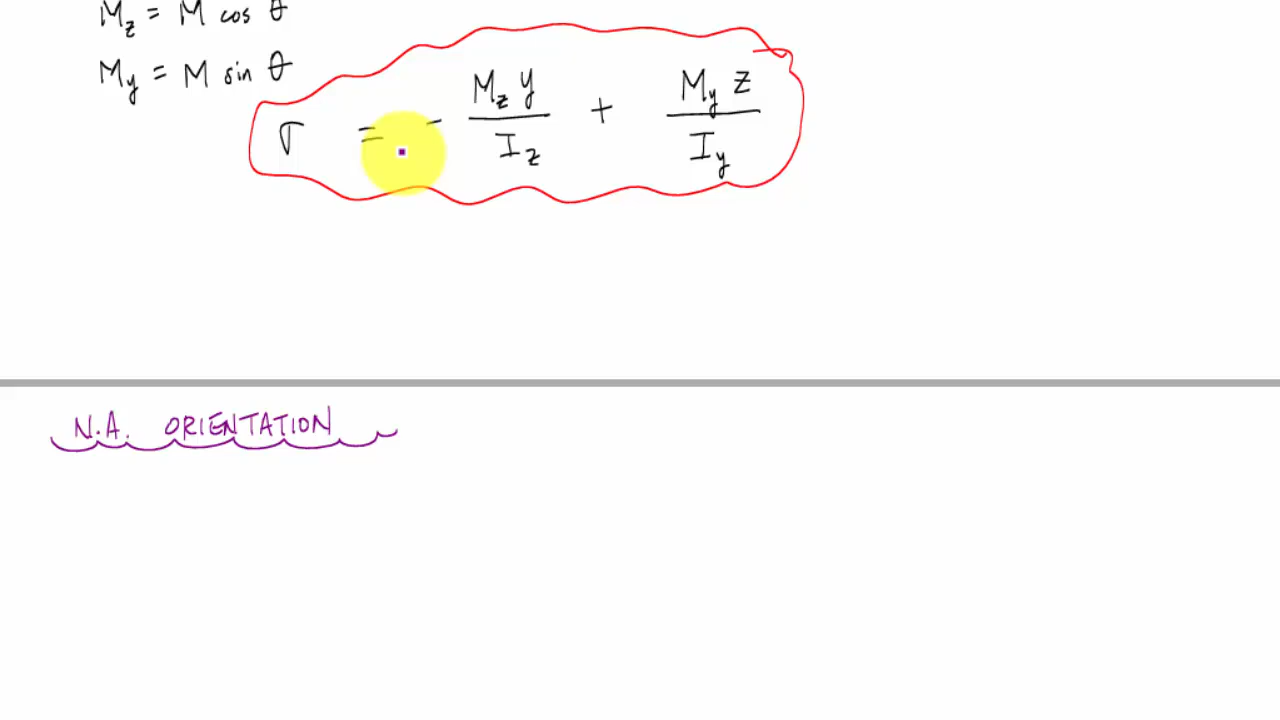 M_z = M cos θ
M_y = M sin θ
σ = - M_z y / I_z + M_y z / I_y
N.A. ORIENTATION